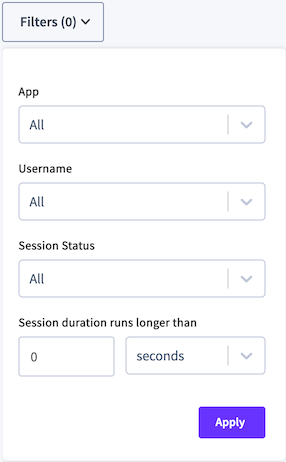 Filters (0)
App
All
Username
All
Session Status
All
Session duration runs longer than
0 seconds
Apply